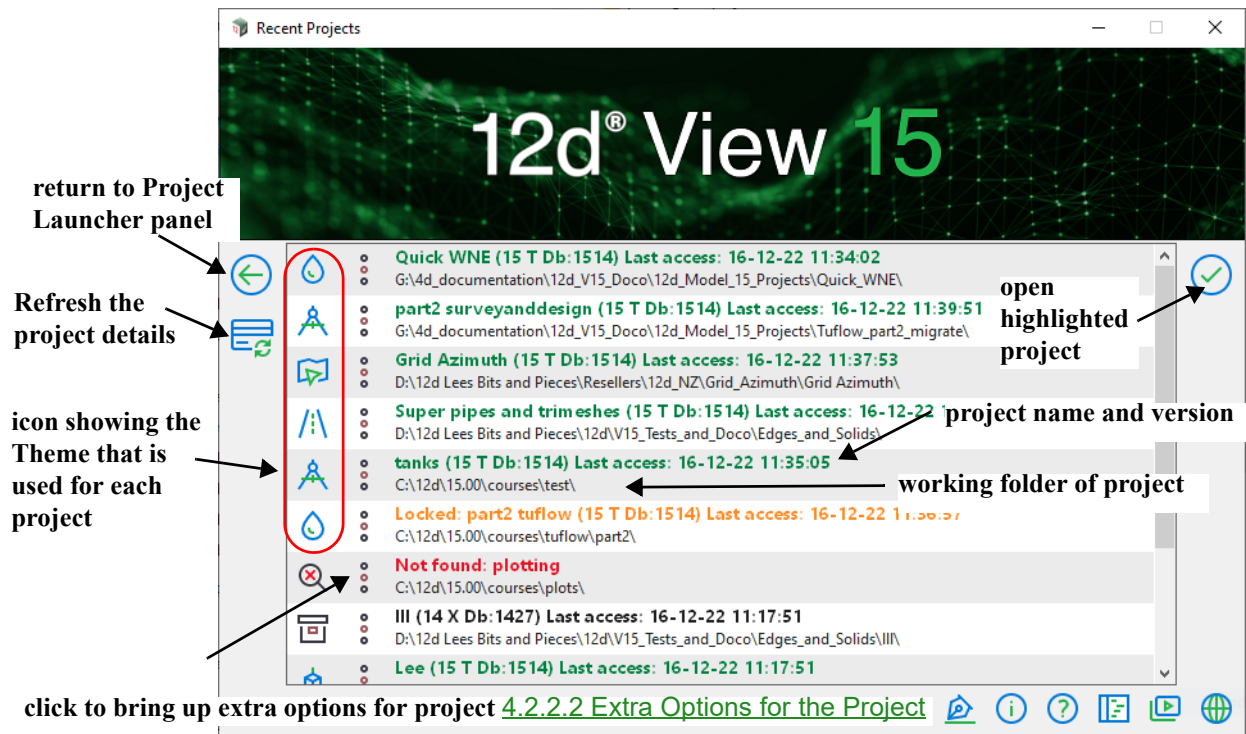 Recent Projects
12d® View 15
return to Project
Launcher panel
Refresh the
project details
icon showing the
Theme that is
used for each
project
Quick WNE (15 T Db:1514) Last access: 16-12-22 11:34:02
G:\4d_documentation\12d_V15_Doco\12d_Model_15_Projects\Quick_WNE\
part2 surveyanddesign (15 T Db:1514) Last access: 16-12-22 11:39:51
G:\4d_documentation\12d_V15_Doco\12d_Model_15_Projects\Tuflow_part2_migrate\
Grid Azimuth (15 T Db:1514) Last access: 16-12-22 11:37:53
D:\12d Lees Bits and Pieces\Resellers\12d_NZ\Grid_Azimuth\Grid Azimuth\
Super pipes and trimeshes (15 T Db:1514) Last access: 16-12-22
D:\12d Lees Bits and Pieces\12d\V15_Tests_and_Doco\Edges_and_Solids\
tanks (15 T Db:1514) Last access: 16-12-22 11:35:05
C:\12d\15.00\courses\test\
Locked: part2 tuflow (15 T Db:1514) Last access: 16-12-22 11:36:57
C:\12d\15.00\courses\tuflow\part2\
Not found: plotting
C:\12d\15.00\courses\plots\
III (14 X Db:1427) Last access: 16-12-22 11:17:51
D:\12d Lees Bits and Pieces\12d\V15_Tests_and_Doco\Edges_and_Solids\III\
Lee (15 T Db:1514) Last access: 16-12-22 11:17:51
open
highlighted
project
project name and version
working folder of project
click to bring up extra options for project 4.2.2.2 Extra Options for the Project